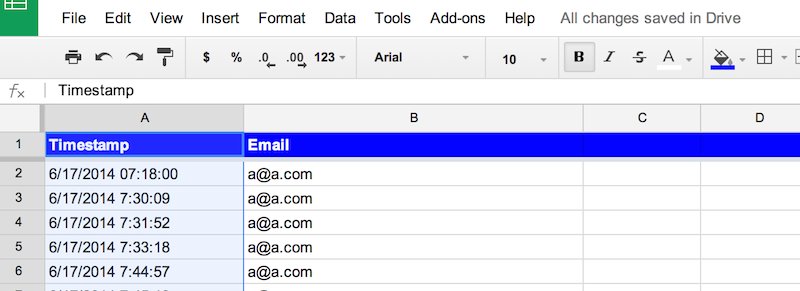 File Edit View Insert Format Data Tools Add-ons Help All changes saved in Drive
$ % .0 .00 123 Arial 10 B I S A
fx Timestamp
A B C D
1 Timestamp Email
2 6/17/2014 07:18:00 a@a.com
3 6/17/2014 7:30:09 a@a.com
4 6/17/2014 7:31:52 a@a.com
5 6/17/2014 7:33:18 a@a.com
6 6/17/2014 7:44:57 a@a.com